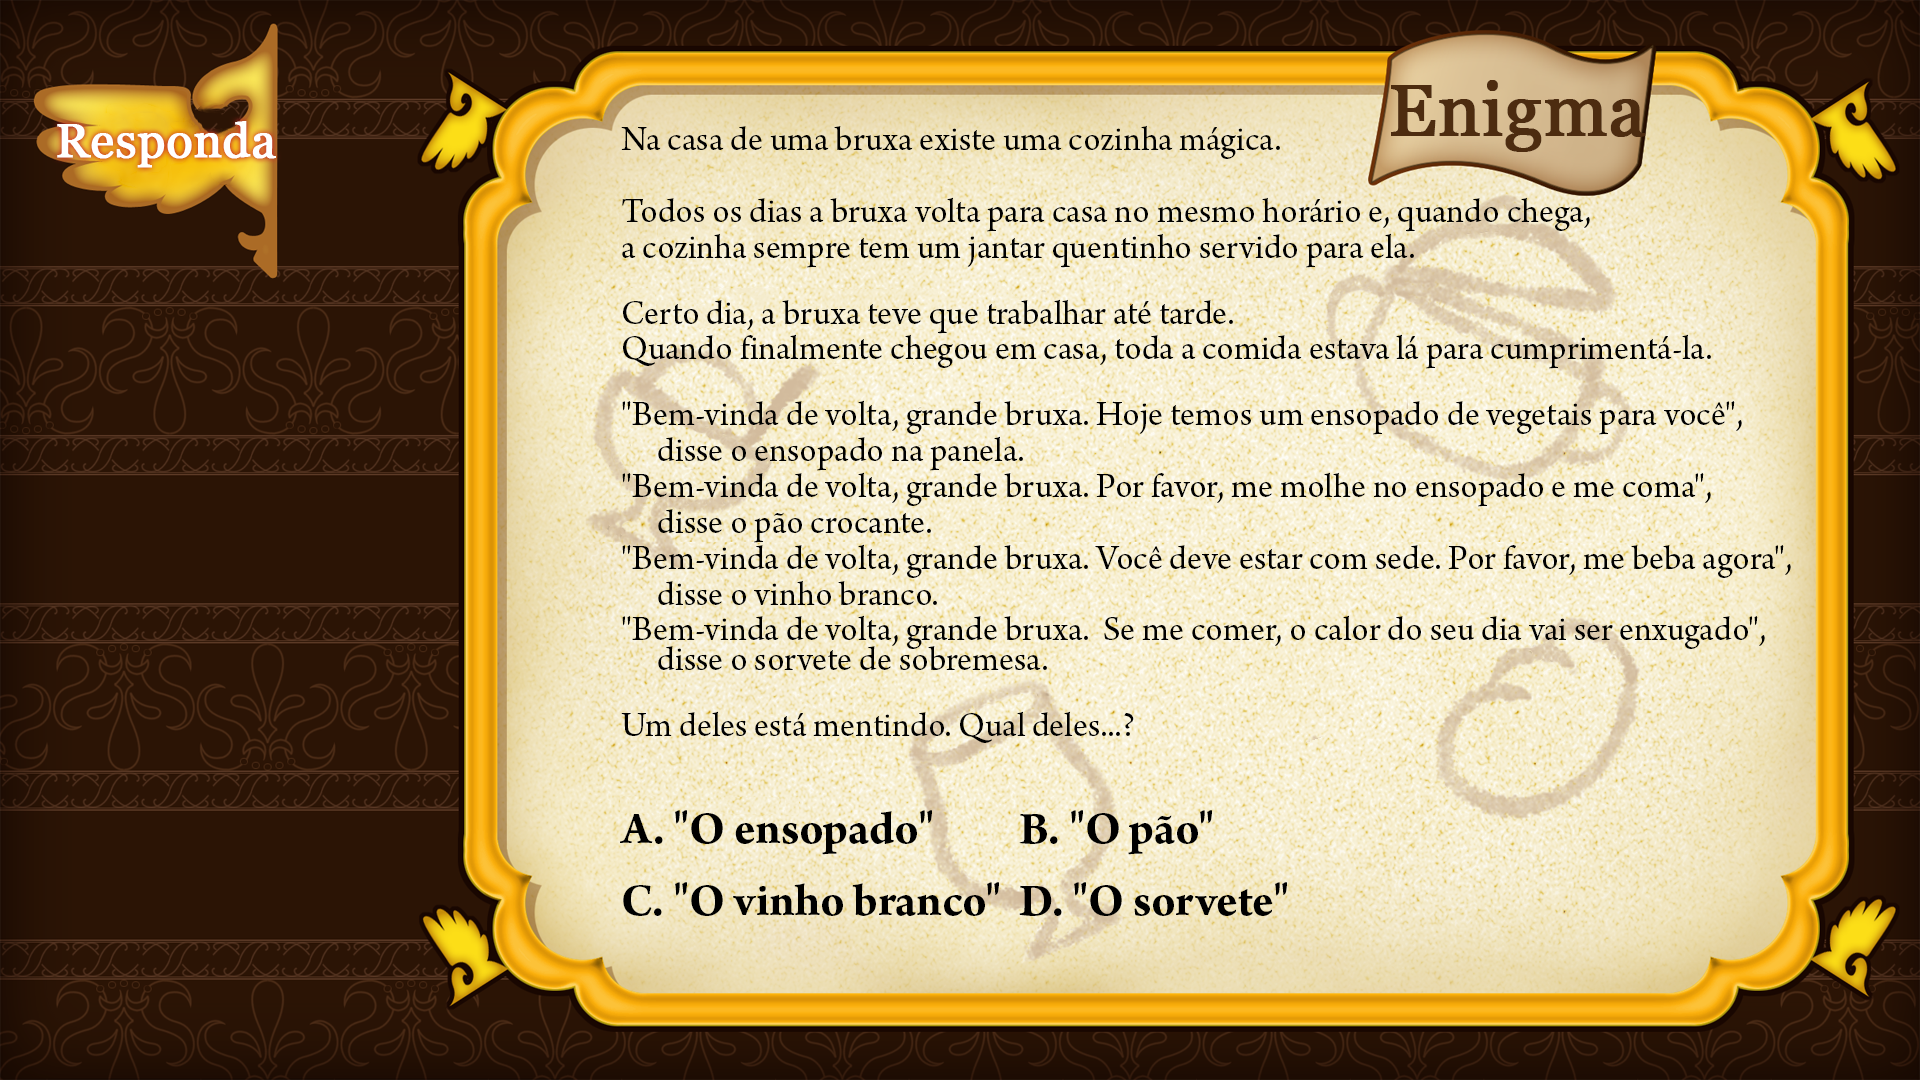 Responda
Enigma
Na casa de uma bruxa existe uma cozinha mágica.
Todos os dias a bruxa volta para casa no mesmo horário e, quando chega,
a cozinha sempre tem um jantar quentinho servido para ela.
Certo dia, a bruxa teve que trabalhar até tarde.
Quando finalmente chegou em casa, toda a comida estava lá para cumprimentá-la.
"Bem-vinda de volta, grande bruxa. Hoje temos um ensopado de vegetais para você",
disse o ensopado na panela.
"Bem-vinda de volta, grande bruxa. Por favor, me molhe no ensopado e me coma",
disse o pão crocante.
"Bem-vinda de volta, grande bruxa. Você deve estar com sede. Por favor, me beba agora",
disse o vinho branco.
"Bem-vinda de volta, grande bruxa.  Se me comer, o calor do seu dia vai ser enxugado",
disse o sorvete de sobremesa.
Um deles está mentindo. Qual deles...?
A. "O ensopado" B. "O pão"
C. "O vinho branco" D. "O sorvete"